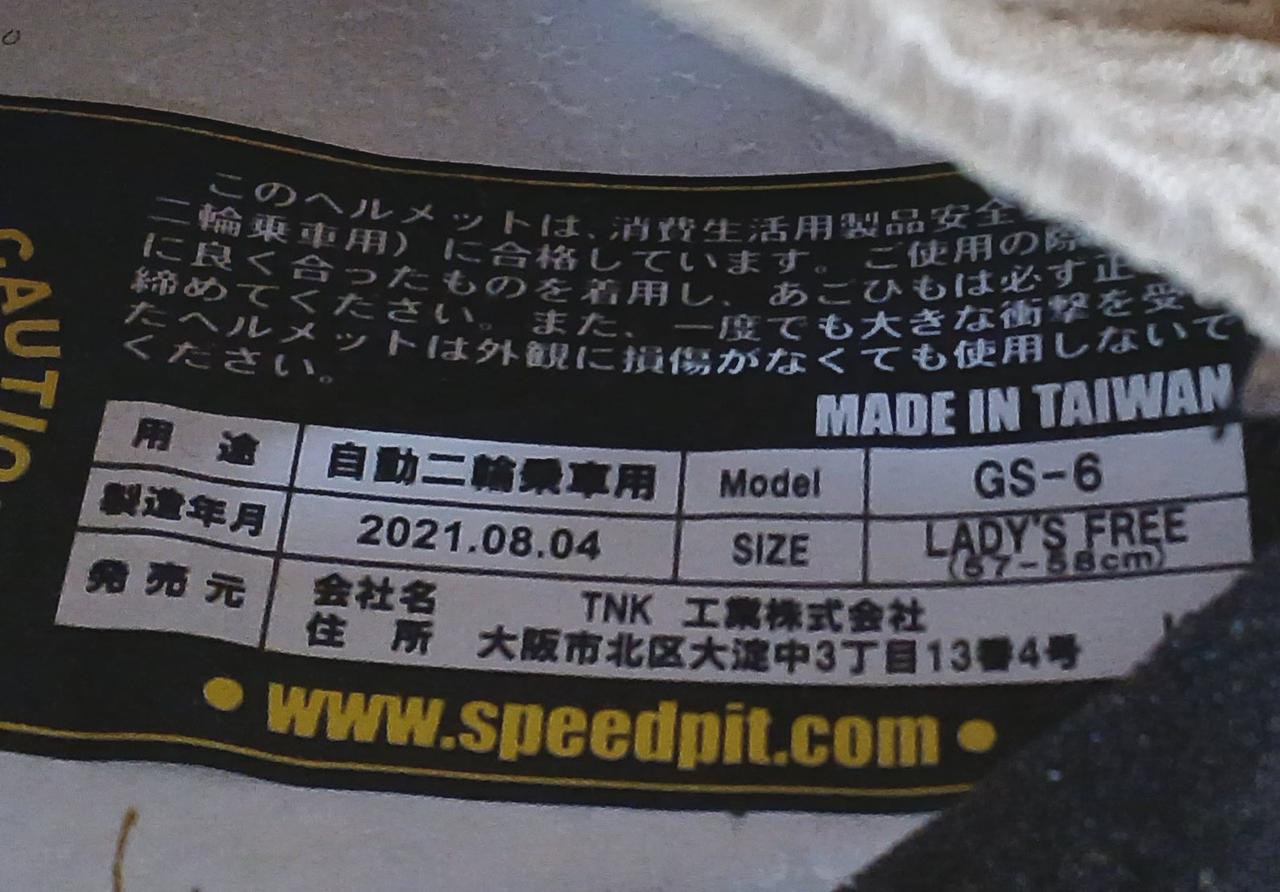 CAUTIO
このヘルメットは、消費生活用製品安全
二輪乗車用）に合格しています。ご使用の際
に良く合ったものを着用し、あごひもは必ず正
締めてください。また、一度でも大きな衝撃を受
たヘルメットは外観に損傷がなくても使用しないで
ください。
MADE IN TAIWAN
用途 自動二輪乗車用 Model GS-6
製造年月 2021.08.04 SIZE LADY'S FREE
(57-58cm)
発売元 会社名 TNK 工業株式会社
住所 大阪市北区大淀中3丁目13番4号
• www.speedpit.com •